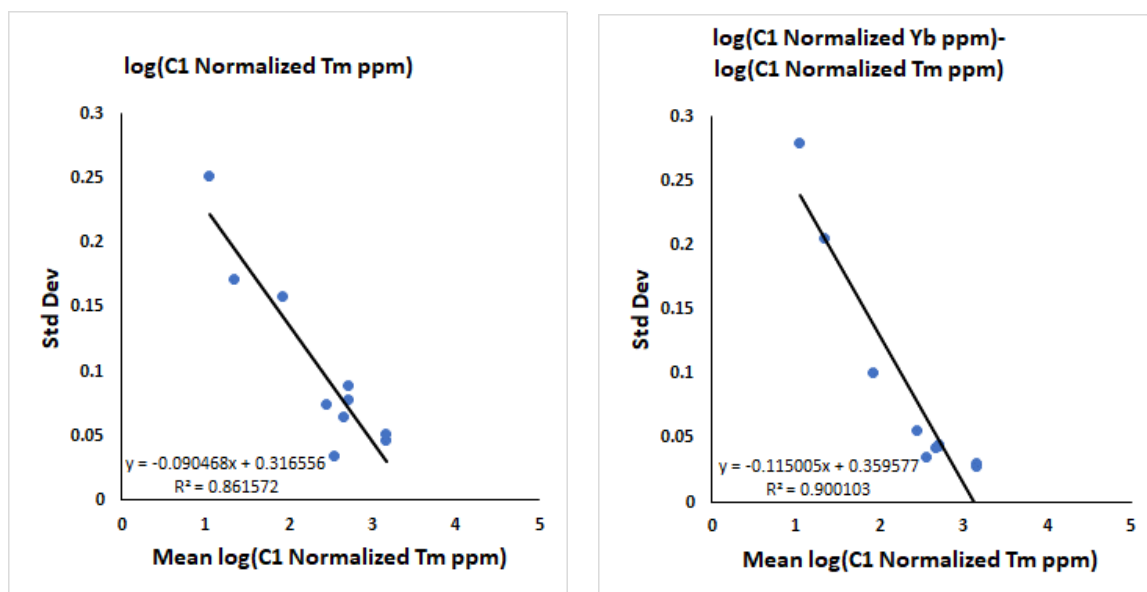 log(C1 Normalized Tm ppm)
0.3
0.25
0.2
0.15
0.1
0.05
0
Std Dev
y = -0.090468x + 0.316556
R² = 0.861572
0 1 2 3 4 5
Mean log(C1 Normalized Tm ppm)
log(C1 Normalized Yb ppm)-
log(C1 Normalized Tm ppm)
0.3
0.25
0.2
0.15
0.1
0.05
0
Std Dev
y = -0.115005x + 0.359577
R² = 0.900103
0 1 2 3 4 5
Mean log(C1 Normalized Tm ppm)